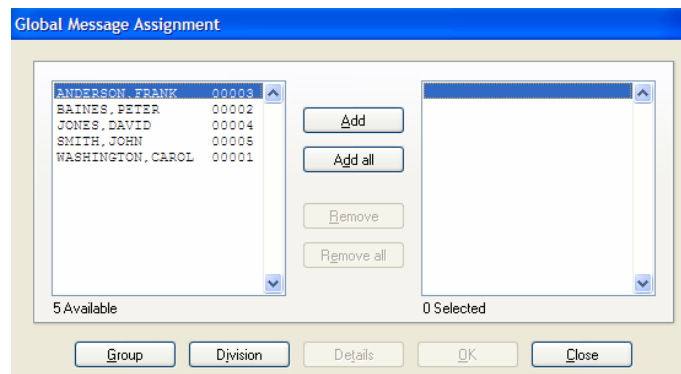 Global Message Assignment
ANDERSON, FRANK 00003
BAINES, PETER 00002
JONES, DAVID 00004
SMITH, JOHN 00005
WASHINGTON, CAROL 00001
Add
Add all
Remove
Remove all
5 Available
0 Selected
Group
Division
Details
OK
Close